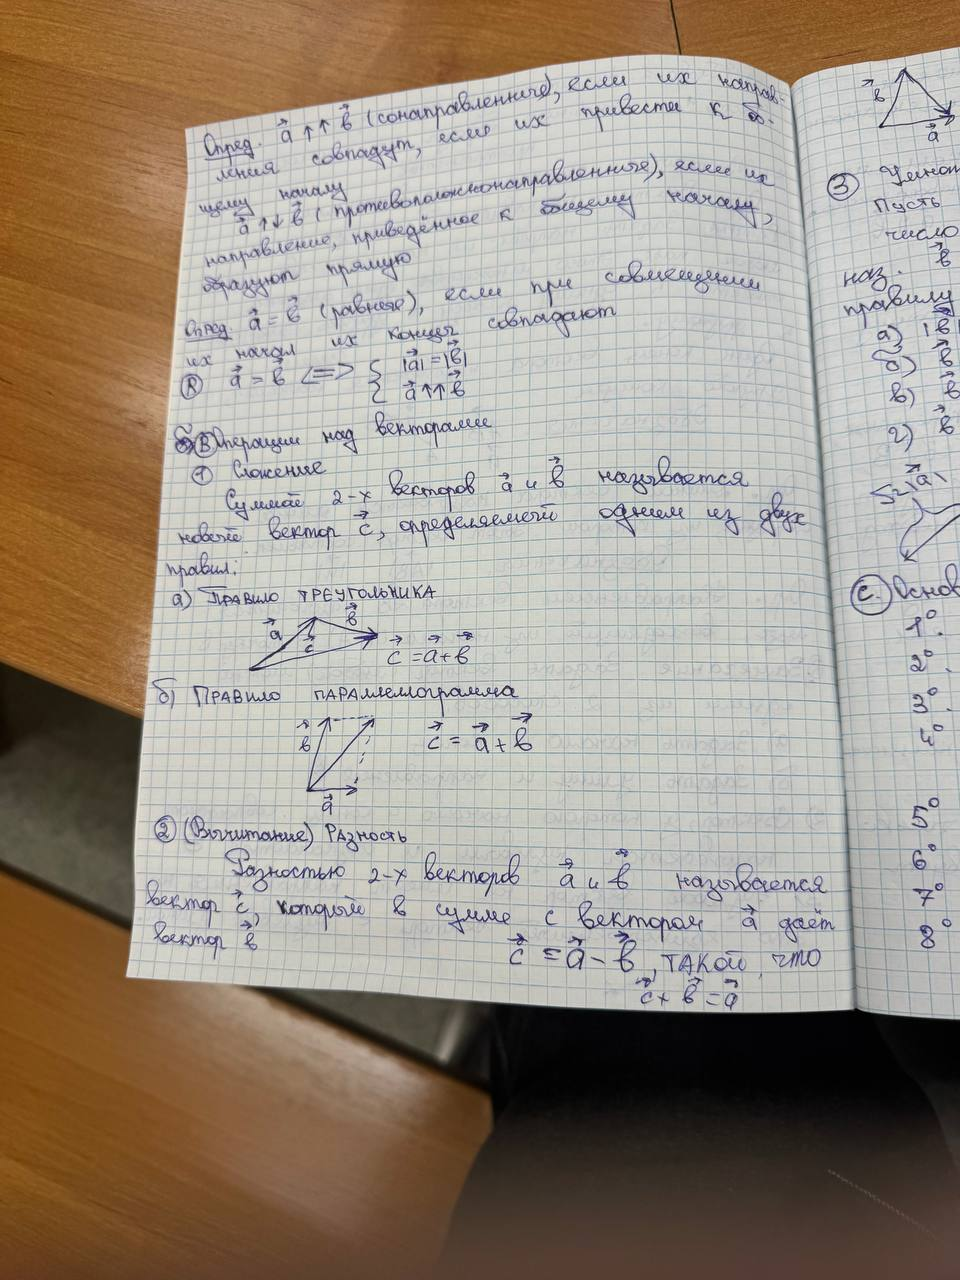 Опред. a⃗ ↑↑ b⃗ (сонаправленные), если их направ-
ления совпадут, если их привести к об-
щему началу
a⃗ ↑↓ b⃗ (противоположнонаправленные), если их
направление, приведённое к общему началу,
образуют прямую
Опред. a⃗ = b⃗ (равные), если при совмещении
их начал их концы совпадают
Ⓡ a⃗ = b⃗ <=> { |a⃗| = |b⃗|
a⃗ ↑↑ b⃗
Ⓑ Операции над векторами
① Сложение
Суммой 2-х векторов a⃗ и b⃗ называется
новый вектор c⃗, определяемый одним из двух
правил:
а) ПРАВИЛО ТРЕУГОЛЬНИКА
a⃗ b⃗ c⃗
c⃗ = a⃗ + b⃗
б) ПРАВИЛО параллеллограмма
b⃗ a⃗
c⃗ = a⃗ + b⃗
② (Вычитание) Разность
Разностью 2-х векторов a⃗ и b⃗ называется
вектор c⃗, который в сумме с вектором a⃗ даёт
вектор b⃗
c⃗ = a⃗ - b⃗, ТАКОЙ, ЧТО
c⃗ + b⃗ = a⃗
b⃗ a⃗
③ Умнот
Пусть
число
наз. b⃗
правилу
а) |b⃗|
б) b⃗
в) b⃗
г) b⃗
|a⃗|
Ⓒ. Основ
1°.
2°.
3°.
4°
5°
6°
7°
8°